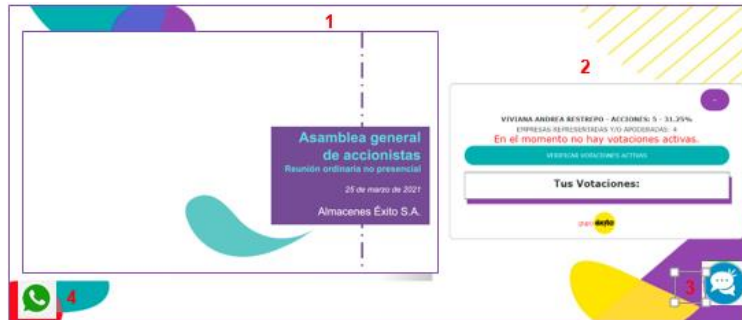 1
Asamblea general
de accionistas
Reunión ordinaria no presencial
25 de marzo de 2021
Almacenes Éxito S.A.
2
VIVIANA ANDREA RESTREPO - ACCIONES: 5 - 31.25%
EMPRESAS REPRESENTADAS Y/O APODERADAS: 4
En el momento no hay votaciones activas.
VERIFICAR VOTACIONES ACTIVAS
Tus Votaciones:
grupo éxito
3
4